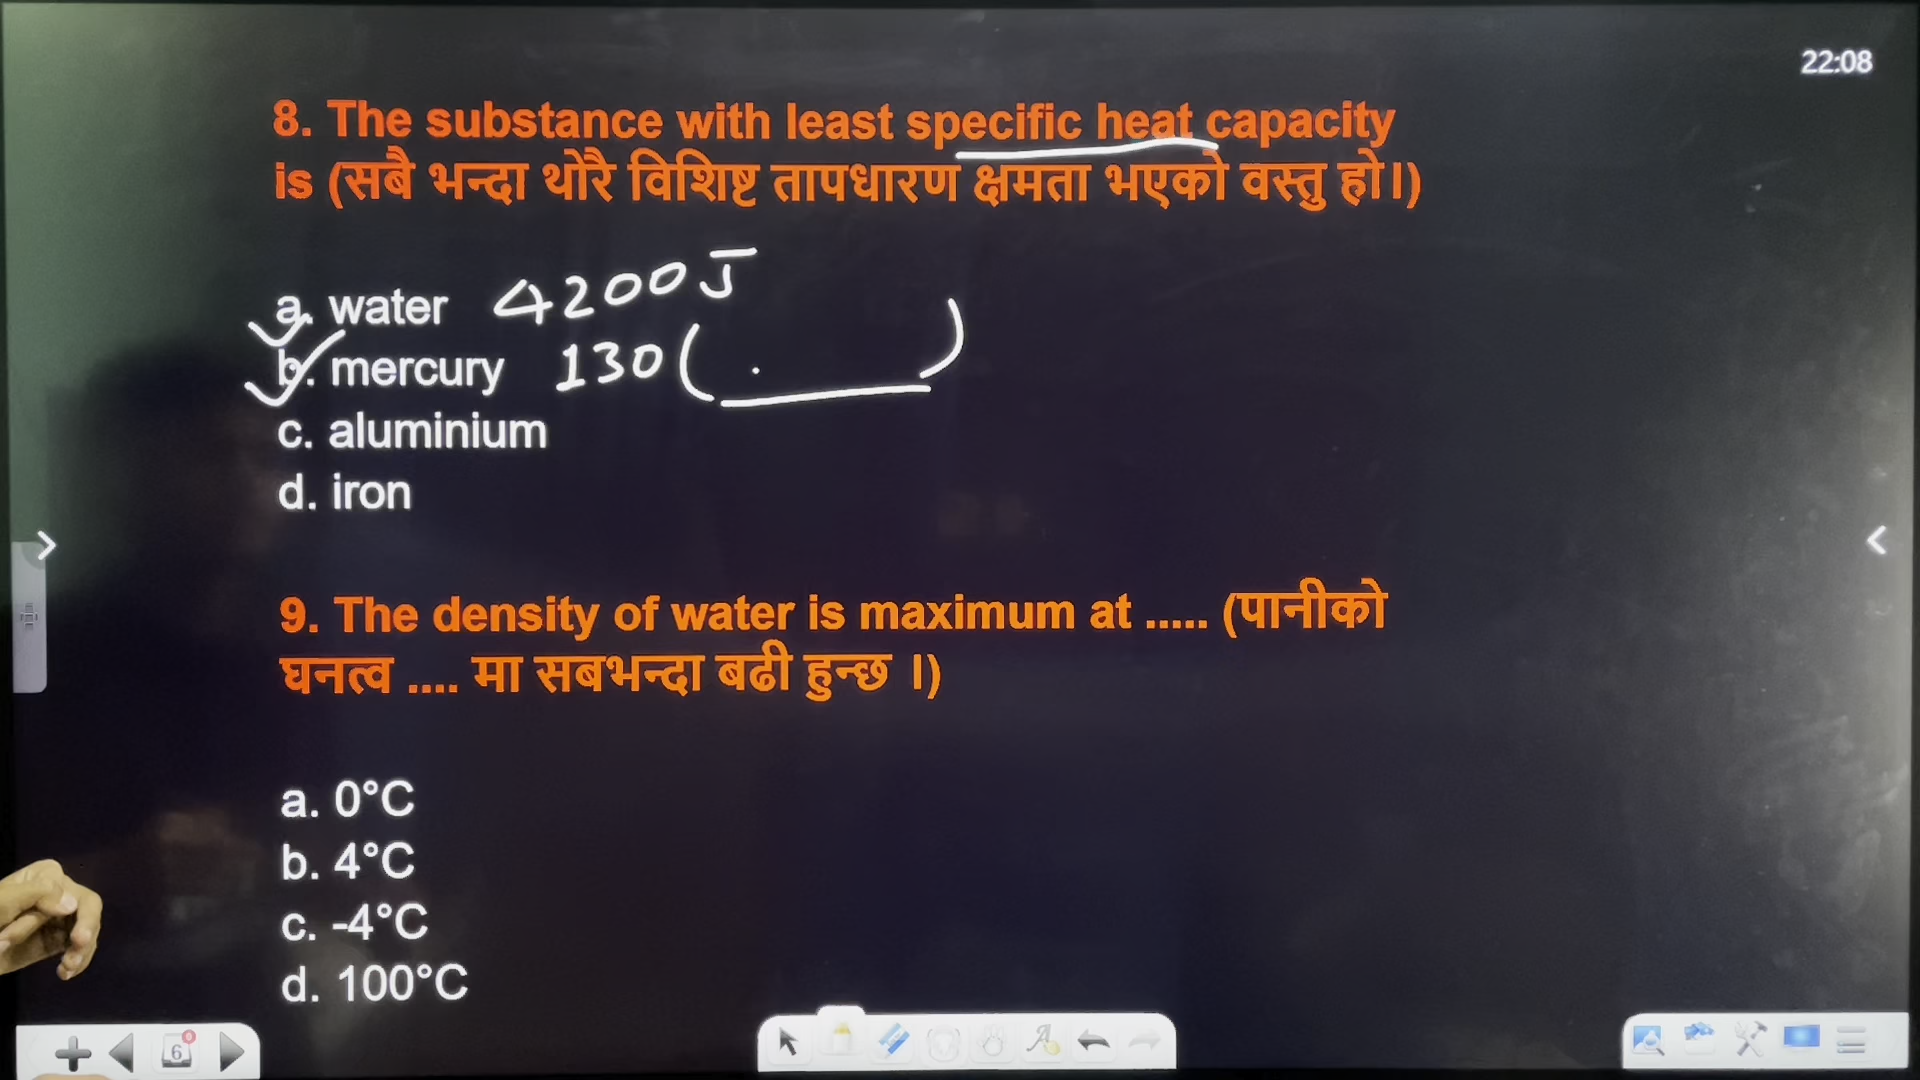 22:08
8. The substance with least specific heat capacity
is (सबै भन्दा थोरै विशिष्ट तापधारण क्षमता भएको वस्तु हो।)
a. water 4200J
b. mercury 130 ( . )
c. aluminium
d. iron
9. The density of water is maximum at ..... (पानीको
घनत्व .... मा सबभन्दा बढी हुन्छ ।)
a. 0°C
b. 4°C
c. -4°C
d. 100°C
6